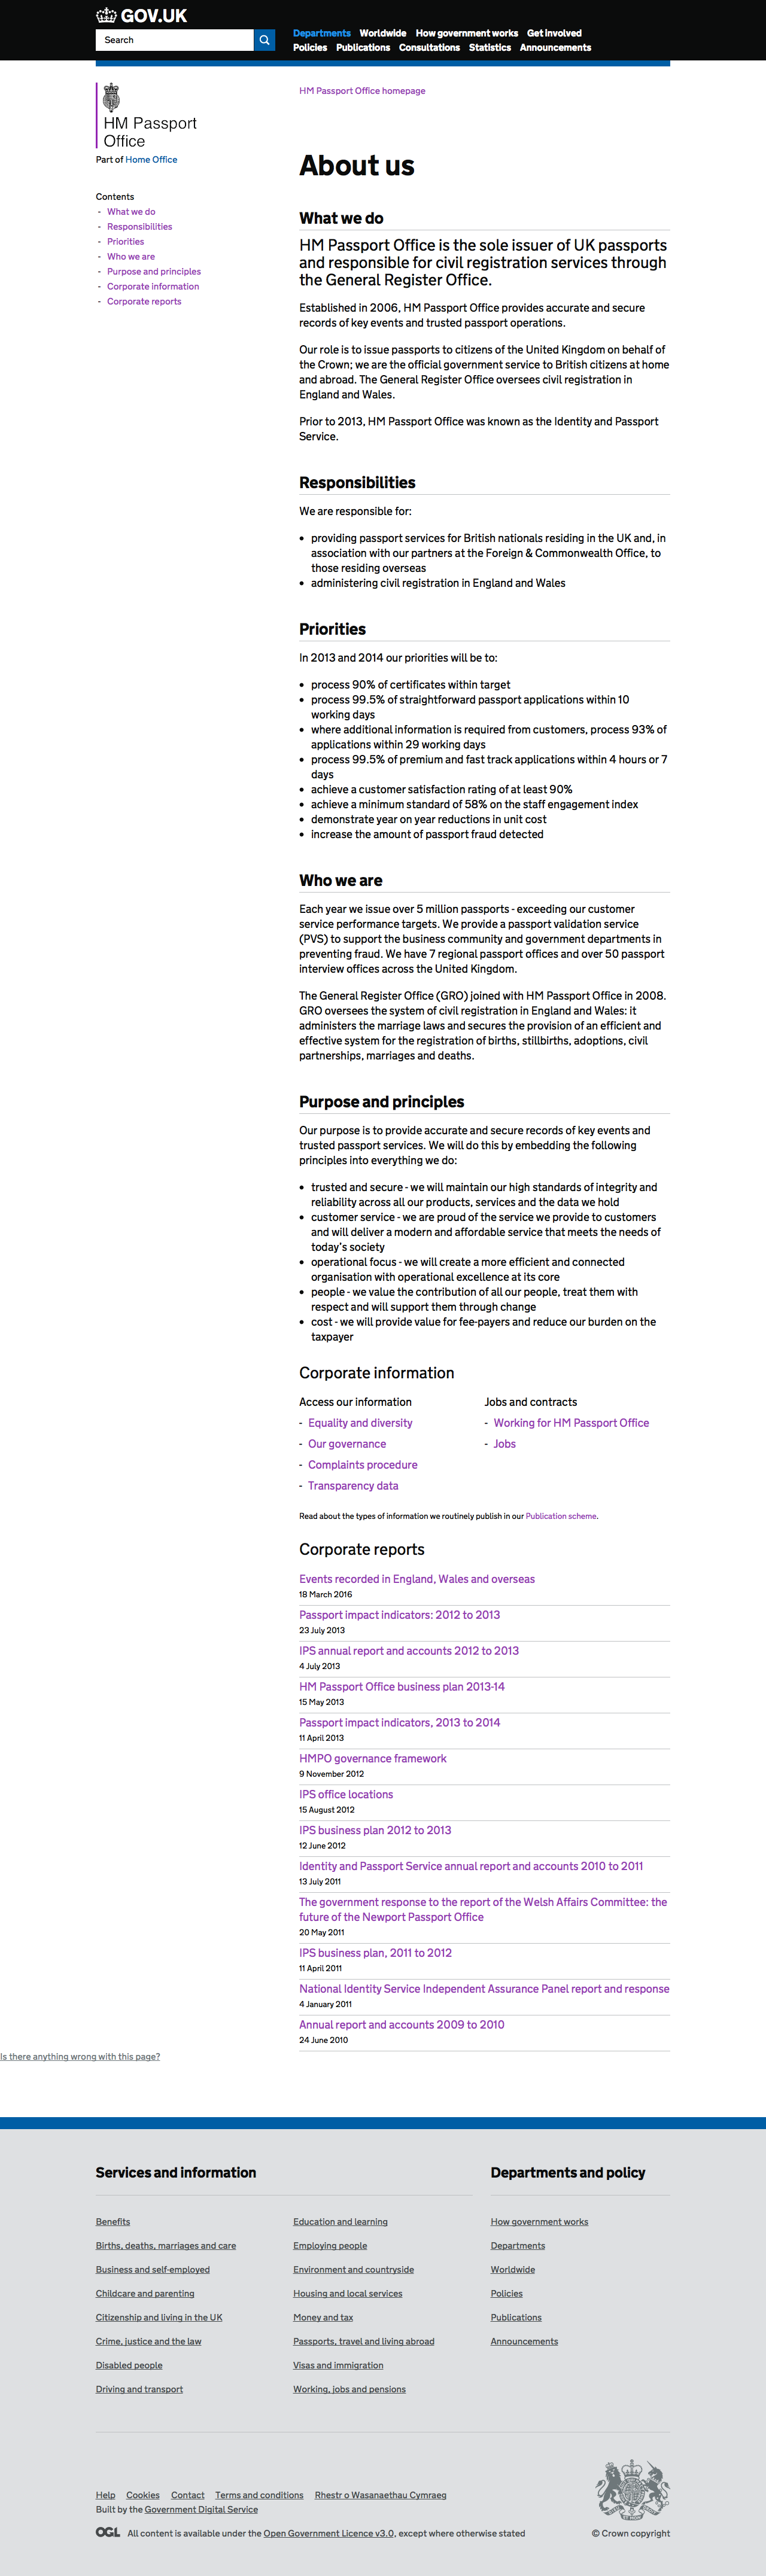 GOV.UK
Search
Departments Worldwide How government works Get involved
Policies Publications Consultations Statistics Announcements
HM Passport
Office
Part of Home Office
Contents
- What we do
- Responsibilities
- Priorities
- Who we are
- Purpose and principles
- Corporate information
- Corporate reports
HM Passport Office homepage
About us
What we do
HM Passport Office is the sole issuer of UK passports
and responsible for civil registration services through
the General Register Office.
Established in 2006, HM Passport Office provides accurate and secure
records of key events and trusted passport operations.
Our role is to issue passports to citizens of the United Kingdom on behalf of
the Crown; we are the official government service to British citizens at home
and abroad. The General Register Office oversees civil registration in
England and Wales.
Prior to 2013, HM Passport Office was known as the Identity and Passport
Service.
Responsibilities
We are responsible for:
• providing passport services for British nationals residing in the UK and, in
association with our partners at the Foreign & Commonwealth Office, to
those residing overseas
• administering civil registration in England and Wales
Priorities
In 2013 and 2014 our priorities will be to:
• process 90% of certificates within target
• process 99.5% of straightforward passport applications within 10
working days
• where additional information is required from customers, process 93% of
applications within 29 working days
• process 99.5% of premium and fast track applications within 4 hours or 7
days
• achieve a customer satisfaction rating of at least 90%
• achieve a minimum standard of 58% on the staff engagement index
• demonstrate year on year reductions in unit cost
• increase the amount of passport fraud detected
Who we are
Each year we issue over 5 million passports - exceeding our customer
service performance targets. We provide a passport validation service
(PVS) to support the business community and government departments in
preventing fraud. We have 7 regional passport offices and over 50 passport
interview offices across the United Kingdom.
The General Register Office (GRO) joined with HM Passport Office in 2008.
GRO oversees the system of civil registration in England and Wales: it
administers the marriage laws and secures the provision of an efficient and
effective system for the registration of births, stillbirths, adoptions, civil
partnerships, marriages and deaths.
Purpose and principles
Our purpose is to provide accurate and secure records of key events and
trusted passport services. We will do this by embedding the following
principles into everything we do:
• trusted and secure - we will maintain our high standards of integrity and
reliability across all our products, services and the data we hold
• customer service - we are proud of the service we provide to customers
and will deliver a modern and affordable service that meets the needs of
today's society
• operational focus - we will create a more efficient and connected
organisation with operational excellence at its core
• people - we value the contribution of all our people, treat them with
respect and will support them through change
• cost - we will provide value for fee-payers and reduce our burden on the
taxpayer
Corporate information
Access our information
- Equality and diversity
- Our governance
- Complaints procedure
- Transparency data
Jobs and contracts
- Working for HM Passport Office
- Jobs
Read about the types of information we routinely publish in our Publication scheme.
Corporate reports
Events recorded in England, Wales and overseas
18 March 2016
Passport impact indicators: 2012 to 2013
23 July 2013
IPS annual report and accounts 2012 to 2013
4 July 2013
HM Passport Office business plan 2013-14
15 May 2013
Passport impact indicators, 2013 to 2014
11 April 2013
HMPO governance framework
9 November 2012
IPS office locations
15 August 2012
IPS business plan 2012 to 2013
12 June 2012
Identity and Passport Service annual report and accounts 2010 to 2011
13 July 2011
The government response to the report of the Welsh Affairs Committee: the
future of the Newport Passport Office
20 May 2011
IPS business plan, 2011 to 2012
11 April 2011
National Identity Service Independent Assurance Panel report and response
4 January 2011
Annual report and accounts 2009 to 2010
24 June 2010
Is there anything wrong with this page?
Services and information
Benefits
Births, deaths, marriages and care
Business and self-employed
Childcare and parenting
Citizenship and living in the UK
Crime, justice and the law
Disabled people
Driving and transport
Education and learning
Employing people
Environment and countryside
Housing and local services
Money and tax
Passports, travel and living abroad
Visas and immigration
Working, jobs and pensions
Departments and policy
How government works
Departments
Worldwide
Policies
Publications
Announcements
Help Cookies Contact Terms and conditions Rhestr o Wasanaethau Cymraeg
Built by the Government Digital Service
OGL All content is available under the Open Government Licence v3.0, except where otherwise stated
© Crown copyright